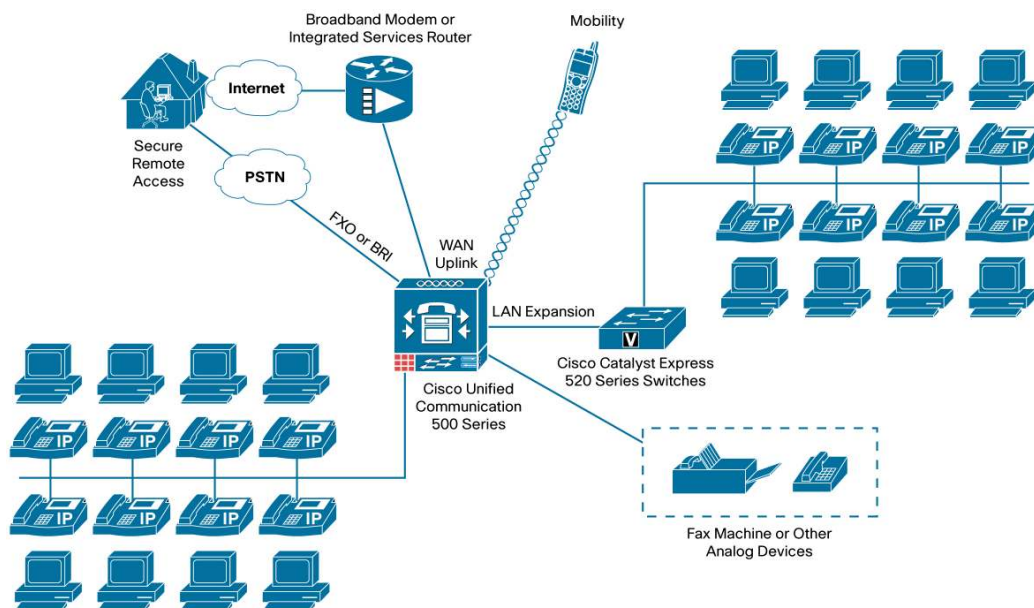 Broadband Modem or
Integrated Services Router
Mobility
Internet
Secure
Remote
Access
PSTN
FXO or BRI
WAN
Uplink
IP IP IP IP
IP IP IP IP
LAN Expansion
V
Cisco Catalyst Express
520 Series Switches
Cisco Unified
Communication
500 Series
IP IP IP IP
IP IP IP IP
Fax Machine or Other
Analog Devices